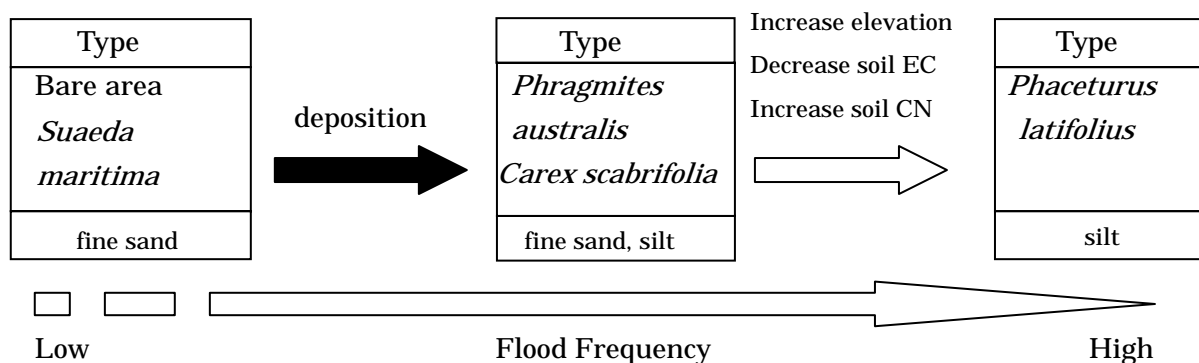 Type
Bare area
Suaeda
maritima
fine sand
deposition
Type
Phragmites
australis
Carex scabrifolia
fine sand, silt
Increase elevation
Decrease soil EC
Increase soil CN
Type
Phaceturus
latifolius
silt
Low
Flood Frequency
High